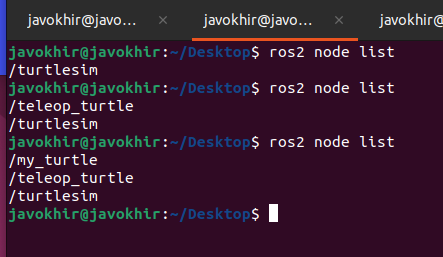 javokhir@javo... × javokhir@javo... × javokhir@javo
javokhir@javokhir:~/Desktop$ ros2 node list
/turtlesim
javokhir@javokhir:~/Desktop$ ros2 node list
/teleop_turtle
/turtlesim
javokhir@javokhir:~/Desktop$ ros2 node list
/my_turtle
/teleop_turtle
/turtlesim
javokhir@javokhir:~/Desktop$